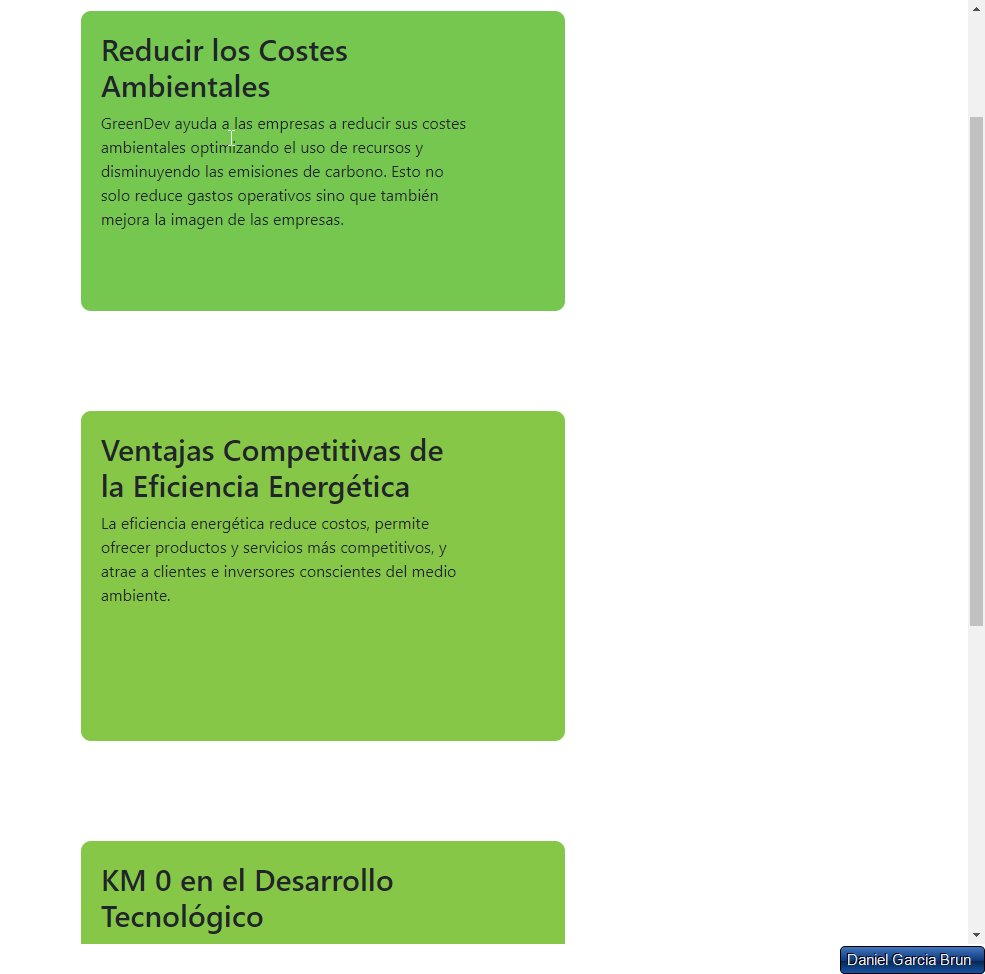 Reducir los Costes
Ambientales
GreenDev ayuda a las empresas a reducir sus costes
ambientales optimizando el uso de recursos y
disminuyendo las emisiones de carbono. Esto no
solo reduce gastos operativos sino que también
mejora la imagen de las empresas.
Ventajas Competitivas de
la Eficiencia Energética
La eficiencia energética reduce costos, permite
ofrecer productos y servicios más competitivos, y
atrae a clientes e inversores conscientes del medio
ambiente.
KM 0 en el Desarrollo
Tecnológico
Daniel Garcia Brun